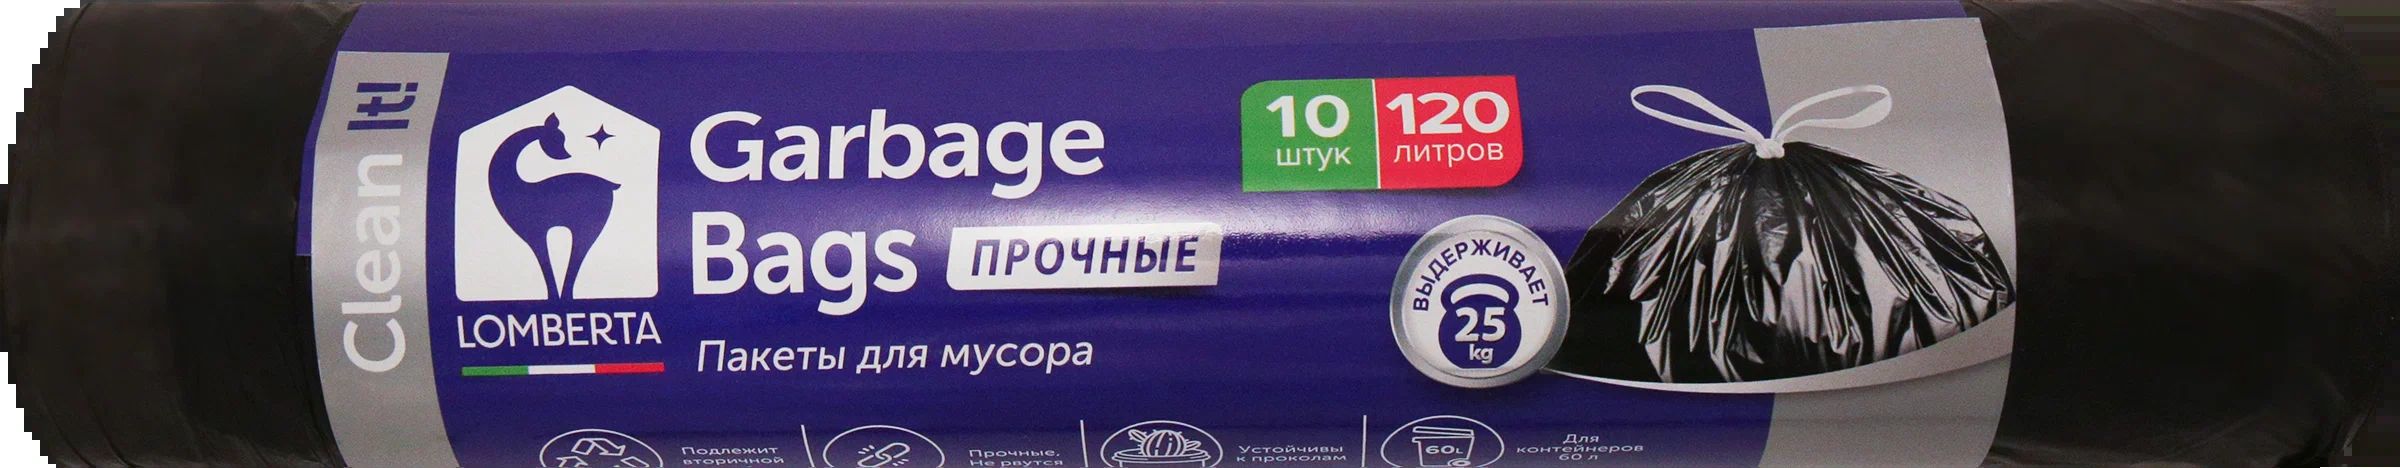 Clean It!
LOMBERTA
Garbage
Bags ПРОЧНЫЕ
Пакеты для мусора
10
штук
120
литров
ВЫДЕРЖИВАЕТ
25
kg
Подлежит
вторичной
Прочные,
Не рвутся
Устойчивы
к проколам
60L
Для
контейнеров
60 л